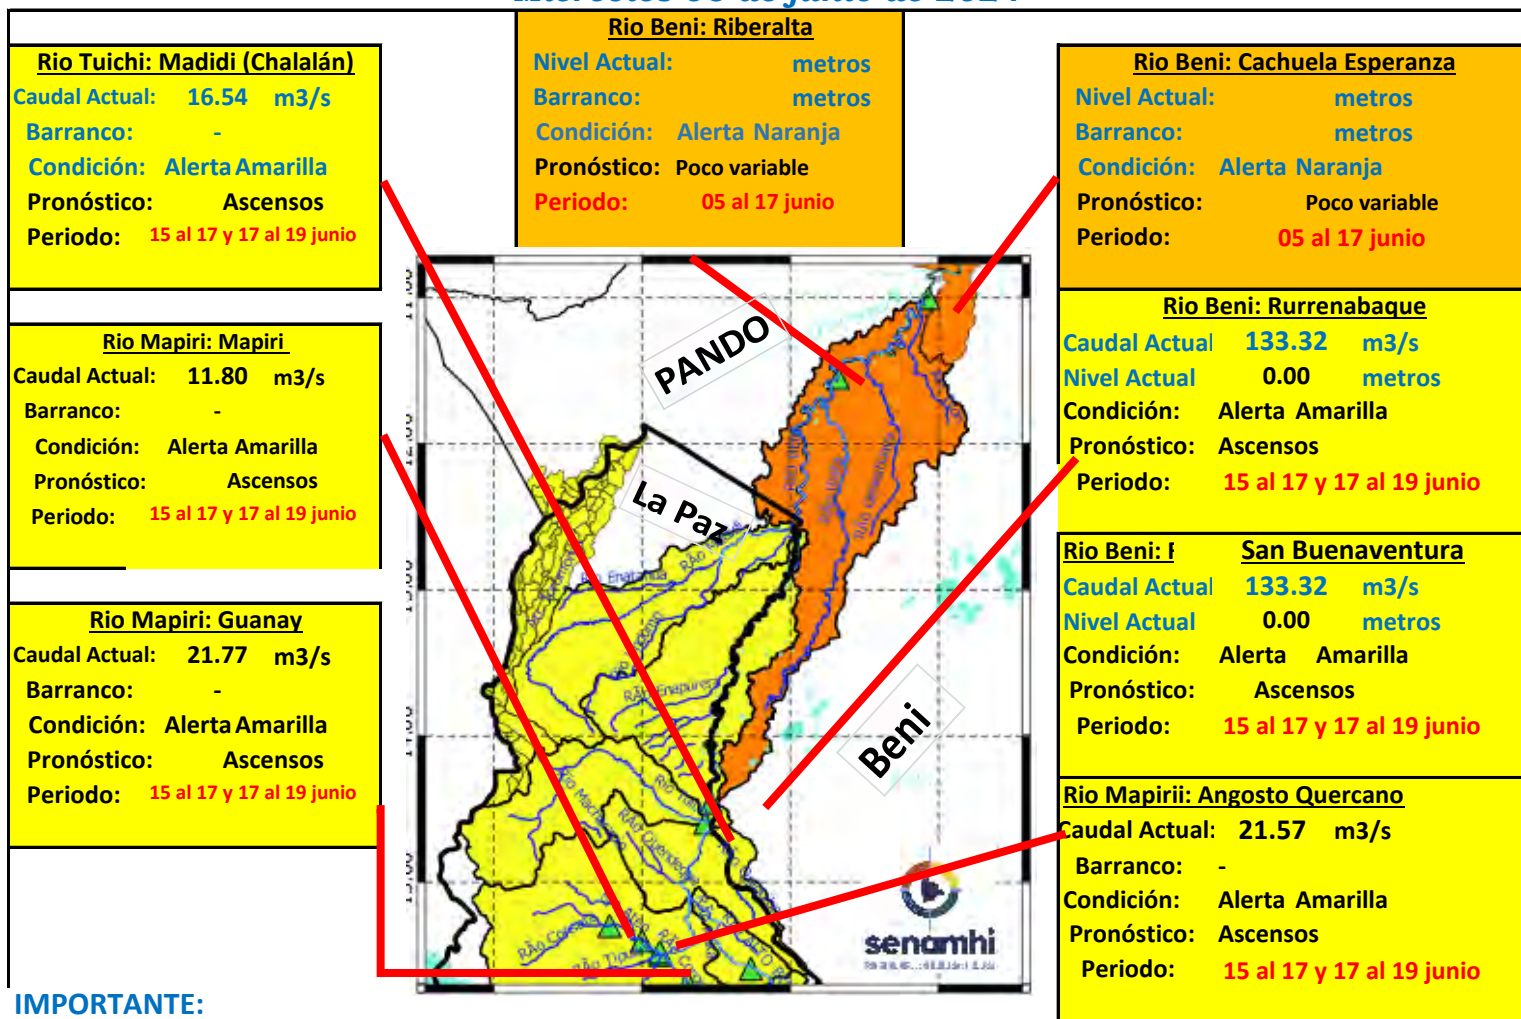 Rio Tuichi: Madidi (Chalalán)
Caudal Actual: 16.54 m3/s
Barranco: -
Condición: Alerta Amarilla
Pronóstico: Ascensos
Periodo: 15 al 17 y 17 al 19 junio
Rio Mapiri: Mapiri
Caudal Actual: 11.80 m3/s
Barranco: -
Condición: Alerta Amarilla
Pronóstico: Ascensos
Periodo: 15 al 17 y 17 al 19 junio
Rio Mapiri: Guanay
Caudal Actual: 21.77 m3/s
Barranco: -
Condición: Alerta Amarilla
Pronóstico: Ascensos
Periodo: 15 al 17 y 17 al 19 junio
Rio Beni: Riberalta
Nivel Actual: metros
Barranco: metros
Condición: Alerta Naranja
Pronóstico: Poco variable
Periodo: 05 al 17 junio
PANDO
La Paz
Beni
senamhi
Rio Beni: Cachuela Esperanza
Nivel Actual: metros
Barranco: metros
Condición: Alerta Naranja
Pronóstico: Poco variable
Periodo: 05 al 17 junio
Rio Beni: Rurrenabaque
Caudal Actual 133.32 m3/s
Nivel Actual 0.00 metros
Condición: Alerta Amarilla
Pronóstico: Ascensos
Periodo: 15 al 17 y 17 al 19 junio
Rio Beni: San Buenaventura
Caudal Actual 133.32 m3/s
Nivel Actual 0.00 metros
Condición: Alerta Amarilla
Pronóstico: Ascensos
Periodo: 15 al 17 y 17 al 19 junio
Rio Mapirii: Angosto Quercano
Caudal Actual: 21.57 m3/s
Barranco: -
Condición: Alerta Amarilla
Pronóstico: Ascensos
Periodo: 15 al 17 y 17 al 19 junio
IMPORTANTE: